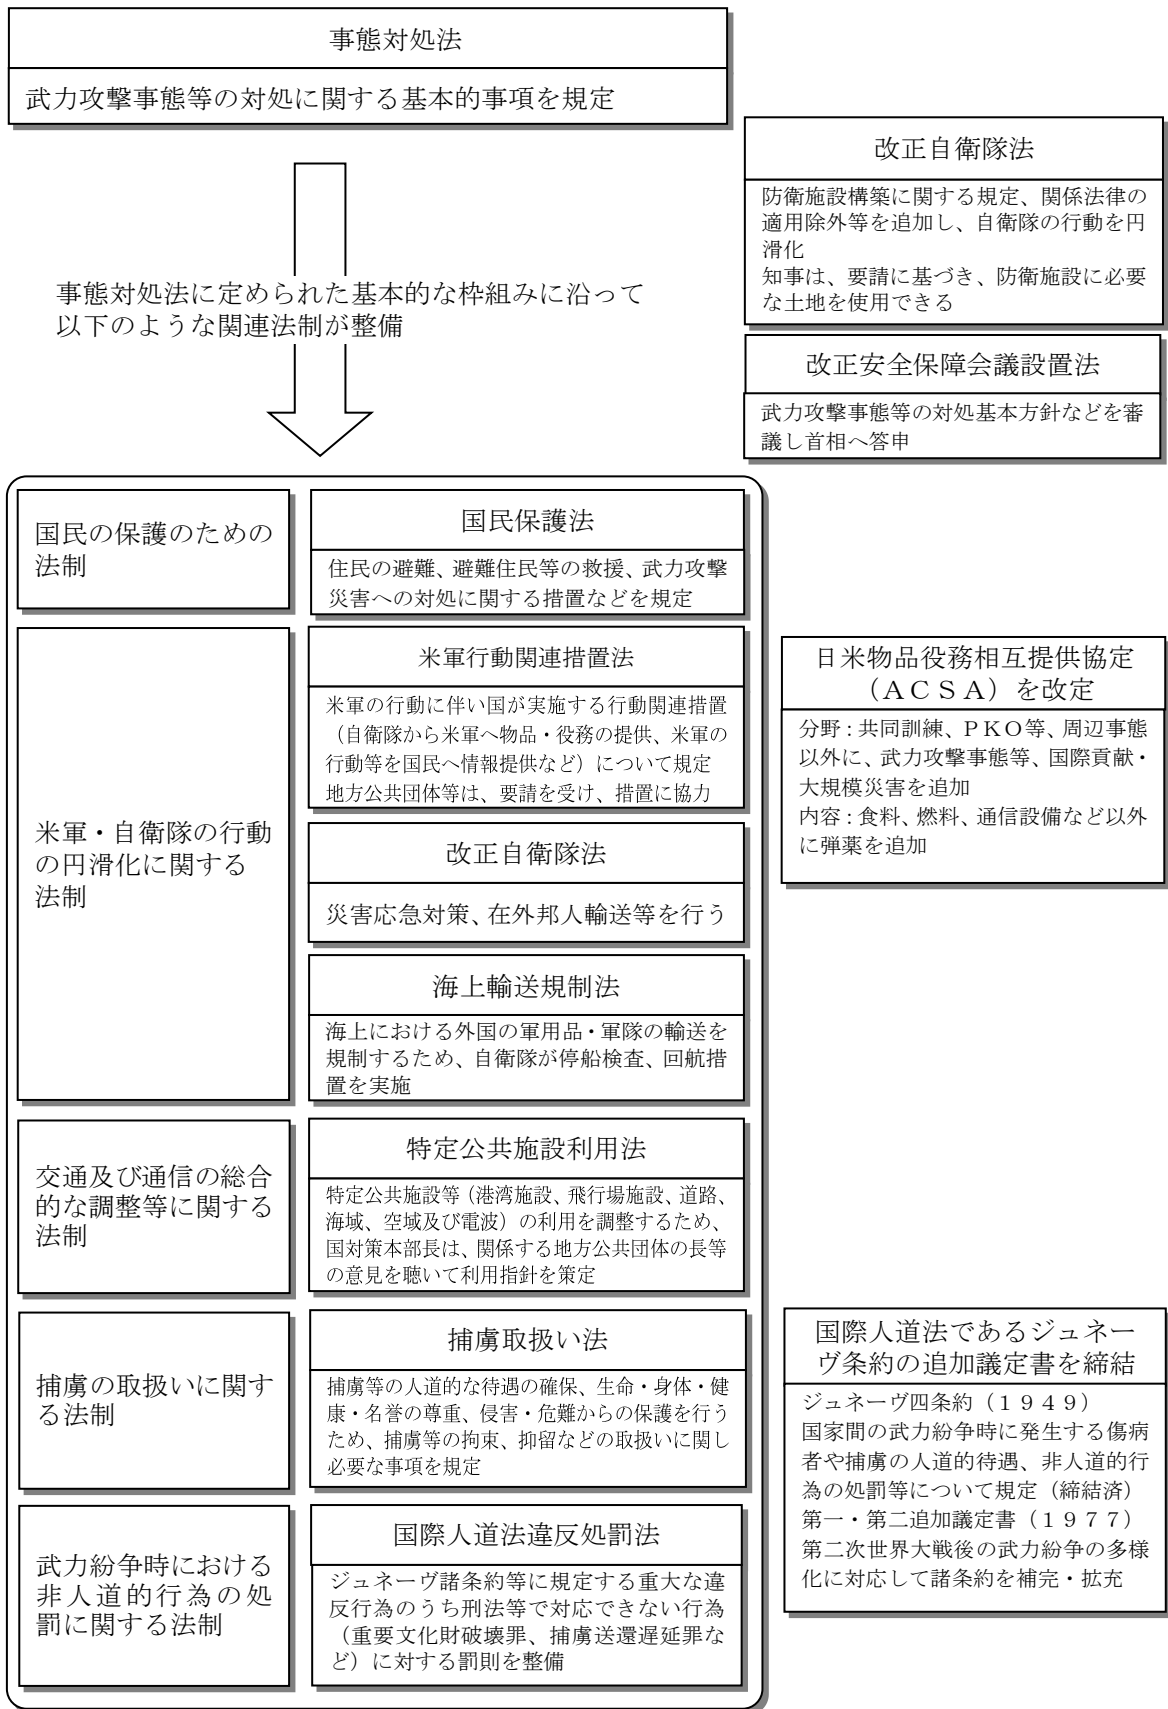 事態対処法
武力攻撃事態等の対処に関する基本的事項を規定
改正自衛隊法
防衛施設構築に関する規定、関係法律の
適用除外等を追加し、自衛隊の行動を円
滑化
知事は、要請に基づき、防衛施設に必要
な土地を使用できる
事態対処法に定められた基本的な枠組みに沿って
以下のような関連法制が整備
改正安全保障会議設置法
武力攻撃事態等の対処基本方針などを審
議し首相へ答申
国民の保護のための
法制
国民保護法
住民の避難、避難住民等の救援、武力攻撃
災害への対処に関する措置などを規定
米軍・自衛隊の行動
の円滑化に関する
法制
米軍行動関連措置法
米軍の行動に伴い国が実施する行動関連措置
(自衛隊から米軍へ物品・役務の提供、米軍の
行動等を国民へ情報提供など)について規定
地方公共団体等は、要請を受け、措置に協力
日米物品役務相互提供協定
(ACSA)を改定
分野:共同訓練、PKO等、周辺事態
以外に、武力攻撃事態等、国際貢献・
大規模災害を追加
内容:食料、燃料、通信設備など以外
に弾薬を追加
改正自衛隊法
災害応急対策、在外邦人輸送等を行う
海上輸送規制法
海上における外国の軍用品・軍隊の輸送を
規制するため、自衛隊が停船検査、回航措
置を実施
交通及び通信の総合
的な調整等に関する
法制
特定公共施設利用法
特定公共施設等(港湾施設、飛行場施設、道路、
海域、空域及び電波)の利用を調整するため、
国対策本部長は、関係する地方公共団体の長等
の意見を聴いて利用指針を策定
捕虜の取扱いに関す
る法制
捕虜取扱い法
捕虜等の人道的な待遇の確保、生命・身体・健
康・名誉の尊重、侵害・危難からの保護を行う
ため、捕虜等の拘束、抑留などの取扱いに関し
必要な事項を規定
国際人道法であるジュネー
ヴ条約の追加議定書を締結
ジュネーヴ四条約(1949)
国家間の武力紛争時に発生する傷病
者や捕虜の人道的待遇、非人道的行
為の処罰等について規定(締結済)
第一・第二追加議定書(1977)
第二次世界大戦後の武力紛争の多様
化に対応して諸条約を補完・拡充
武力紛争時における
非人道的行為の処
罰に関する法制
国際人道法違反処罰法
ジュネーヴ諸条約等に規定する重大な違
反行為のうち刑法等で対応できない行為
(重要文化財破壊罪、捕虜送還遅延罪な
ど)に対する罰則を整備